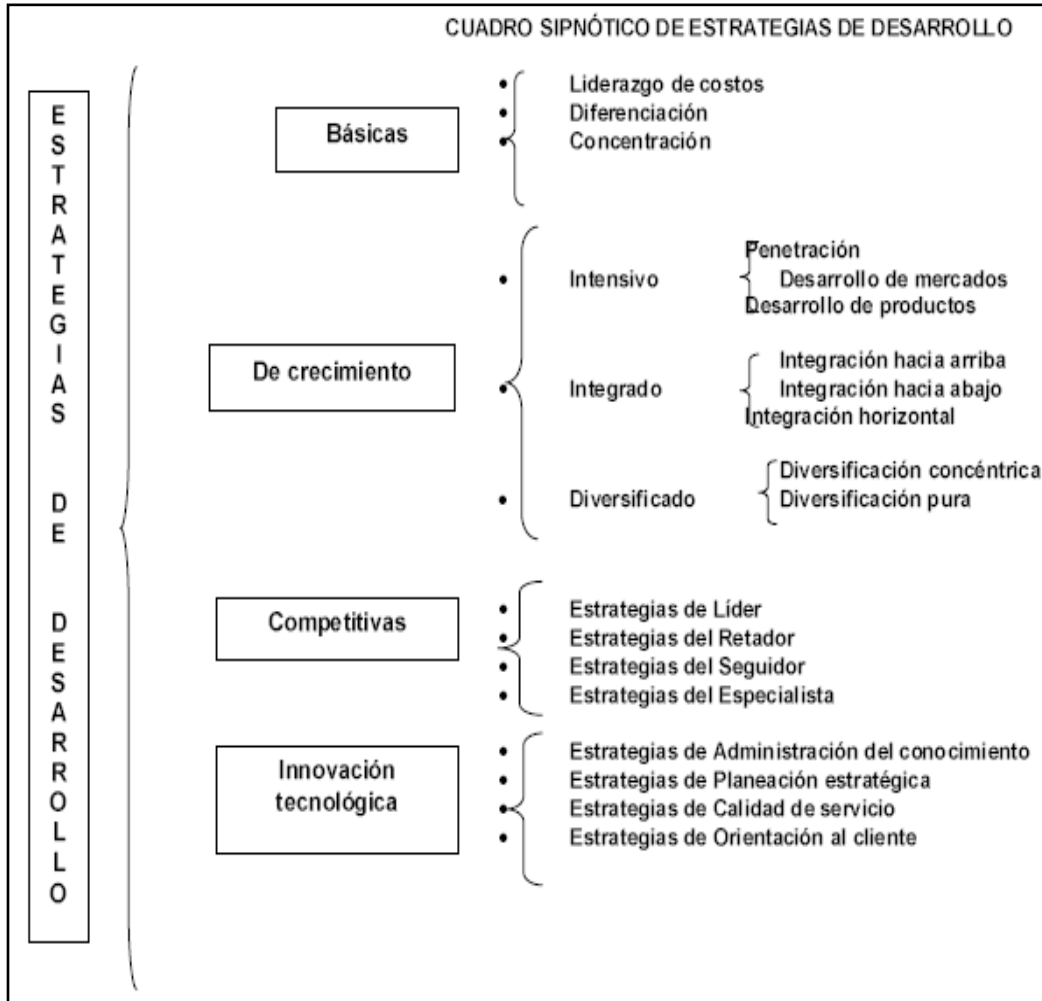 CUADRO SIPNÓTICO DE ESTRATEGIAS DE DESARROLLO
ESTRATEGIAS DE DESARROLLO
Básicas
• Liderazgo de costos
• Diferenciación
• Concentración
De crecimiento
• Intensivo
Penetración
Desarrollo de mercados
Desarrollo de productos
• Integrado
Integración hacia arriba
Integración hacia abajo
Integración horizontal
• Diversificado
Diversificación concéntrica
Diversificación pura
Competitivas
• Estrategias de Líder
• Estrategias del Retador
• Estrategias del Seguidor
• Estrategias del Especialista
Innovación
tecnológica
• Estrategias de Administración del conocimiento
• Estrategias de Planeación estratégica
• Estrategias de Calidad de servicio
• Estrategias de Orientación al cliente